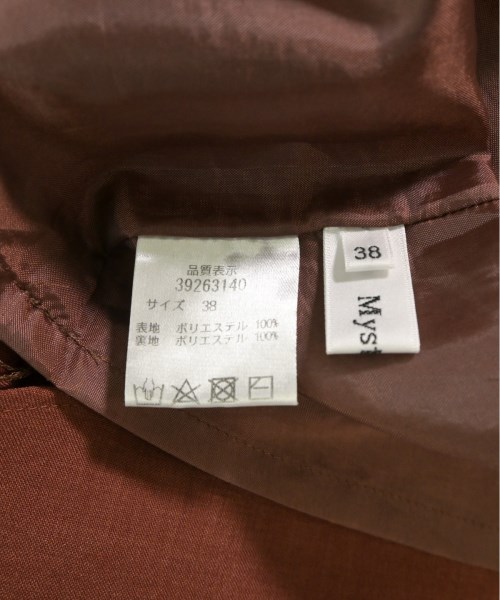 品質表示
39263140
サイズ 38
表地 ポリエステル 100%
裏地 ポリエステル 100%
38
Myst